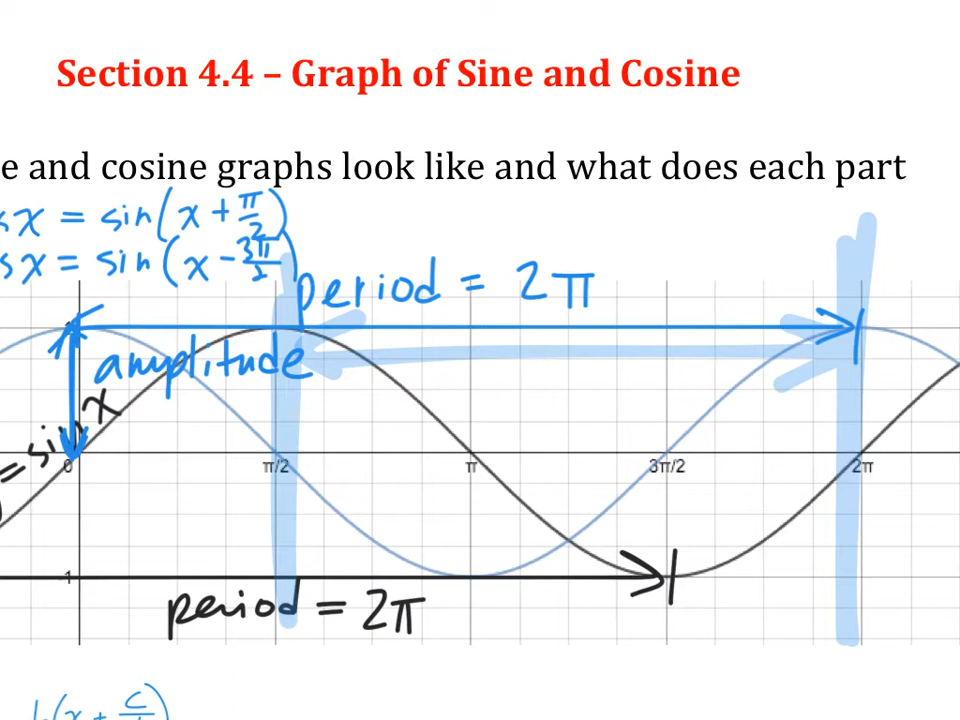 Section 4.4 – Graph of Sine and Cosine
e and cosine graphs look like and what does each part
sx = sin(x + π/2)
sx = sin(x - 3π/2)
period = 2π
1
amplitude
= sin x
0 π/2 π 3π/2 2π
-1
period = 2π
(x + c/